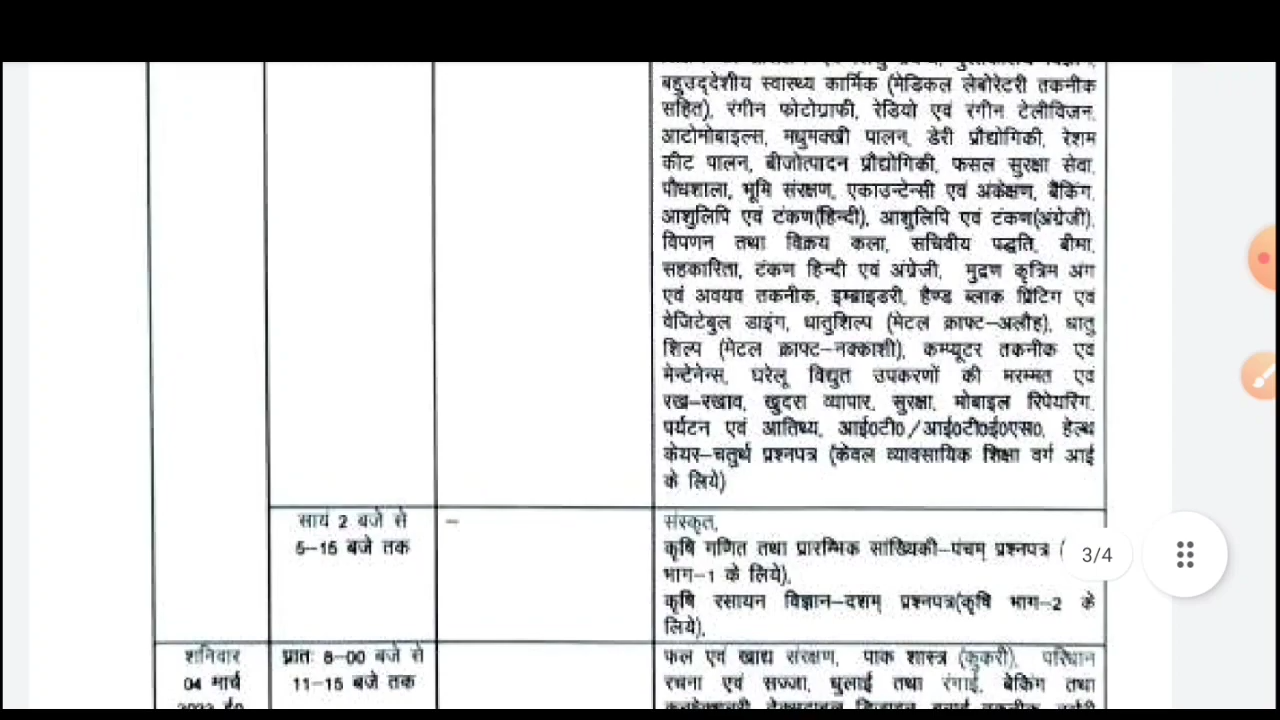 बहुउद्देशीय स्वास्थ्य कार्मिक (मेडिकल लेबोरेटरी तकनीक
सहित), रंगीन फोटोग्राफी, रेडियो एवं रंगीन टेलीविजन,
आटोमोबाइल्स, मधुमक्खी पालन, डेरी प्रौद्योगिकी, रेशम
कीट पालन, बीजोत्पादन प्रौद्योगिकी, फसल सुरक्षा सेवा,
पौधशाला, भूमि संरक्षण, एकाउन्टेन्सी एवं अंकेक्षण, बैंकिंग,
आशुलिपि एवं टंकण(हिन्दी), आशुलिपि एवं टंकण(अंग्रेजी),
विपणन तथा विक्रय कला, सचिवीय पद्धति, बीमा,
सहकारिता, टंकण हिन्दी एवं अंग्रेजी, मुद्रण कृत्रिम अंग
एवं अवयव तकनीक, इम्ब्राइडरी, हैण्ड ब्लाक प्रिंटिग एवं
वेजिटेबुल डाइंग, धातुशिल्प (मेटल क्राफ्ट-अलौह), धातु
शिल्प (मेटल क्राफ्ट-नक्काशी), कम्प्यूटर तकनीक एवं
मेन्टेनेन्स, घरेलू विद्युत उपकरणों की मरम्मत एवं
रख-रखाव, खुदरा व्यापार, सुरक्षा, मोबाइल रिपेयरिंग,
पर्यटन एवं आतिथ्य, आई0टी0/आई0टी0ई0एस0, हेल्थ
केयर-चतुर्थ प्रश्नपत्र (केवल व्यावसायिक शिक्षा वर्ग आई
के लिये)
सायं 2 बजे से
5-15 बजे तक
–
संस्कृत,
कृषि गणित तथा प्रारम्भिक सांख्यिकी-पंचम् प्रश्नपत्र (
भाग-1 के लिये),
कृषि रसायन विज्ञान-दशम् प्रश्नपत्र(कृषि भाग-2 के
लिये),
3/4
शनिवार
04 मार्च
प्रातः 8-00 बजे से
11-15 बजे तक
फल एवं खाद्य संरक्षण, पाक शास्त्र (कुकरी), परिधान
रचना एवं सज्जा, धुलाई तथा रंगाई, बेकिंग तथा